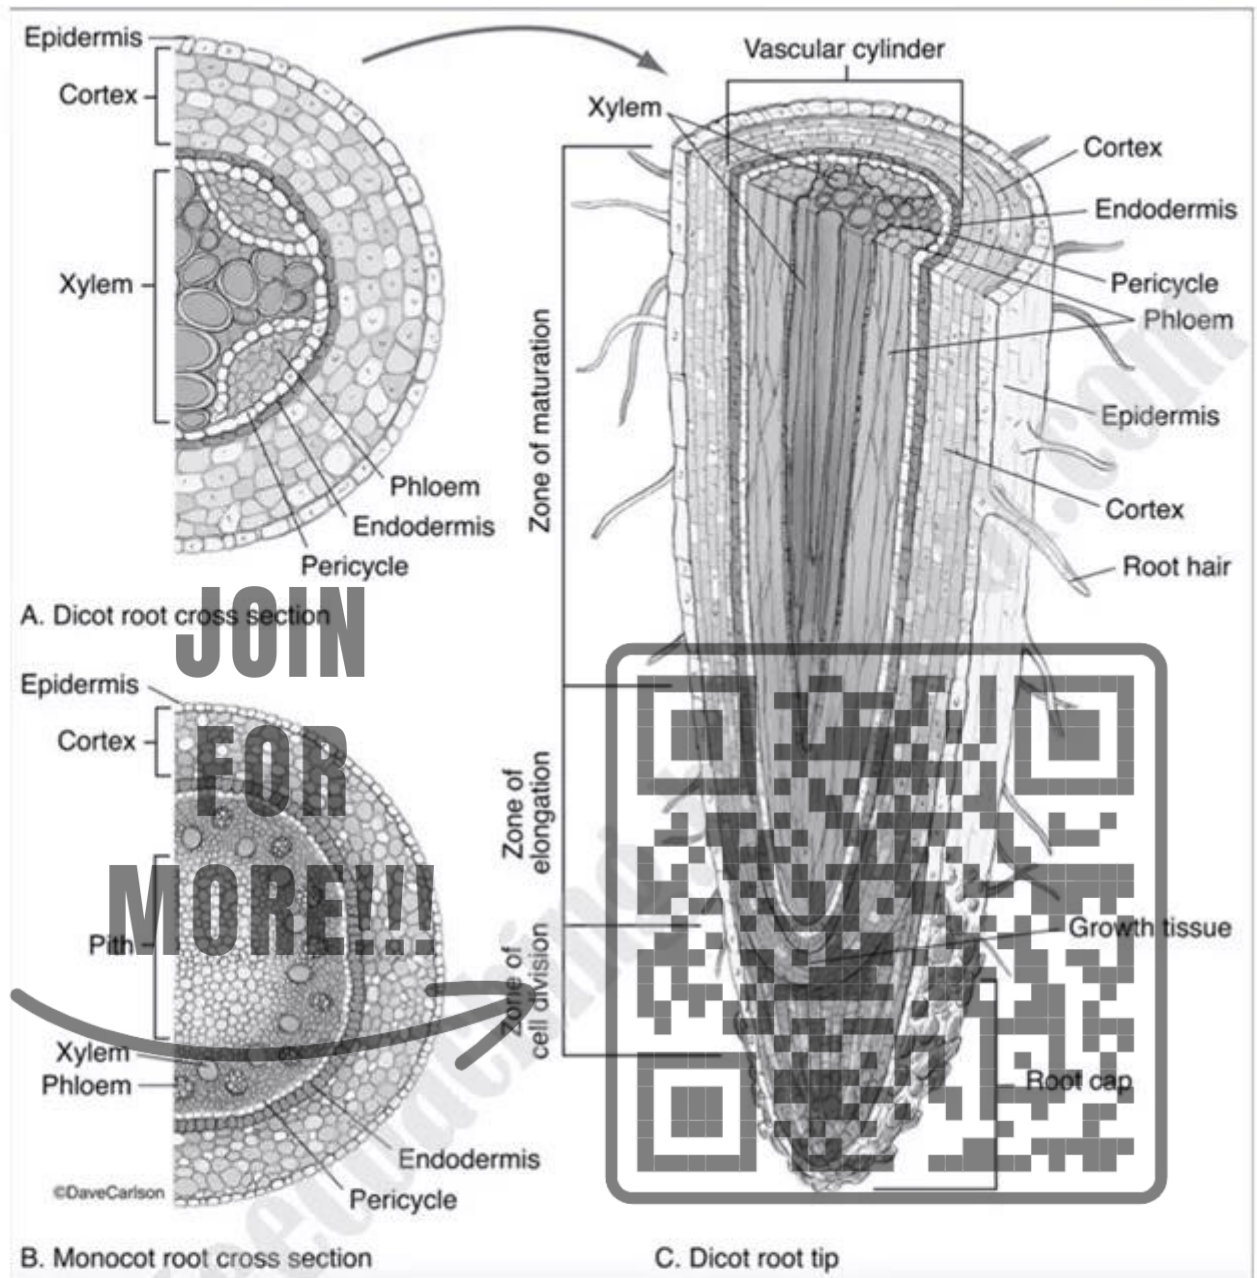 Epidermis
Cortex
Xylem
Phloem
Endodermis
Pericycle
A. Dicot root cross section
JOIN
FOR
MORE!!!
Epidermis
Cortex
Pith
Xylem
Phloem
Endodermis
Pericycle
©DaveCarlson
B. Monocot root cross section
Vascular cylinder
Xylem
Cortex
Endodermis
Pericycle
Phloem
Epidermis
Cortex
Root hair
Zone of maturation
Zone of
elongation
Zone of
cell division
Growth tissue
Root cap
C. Dicot root tip
.com